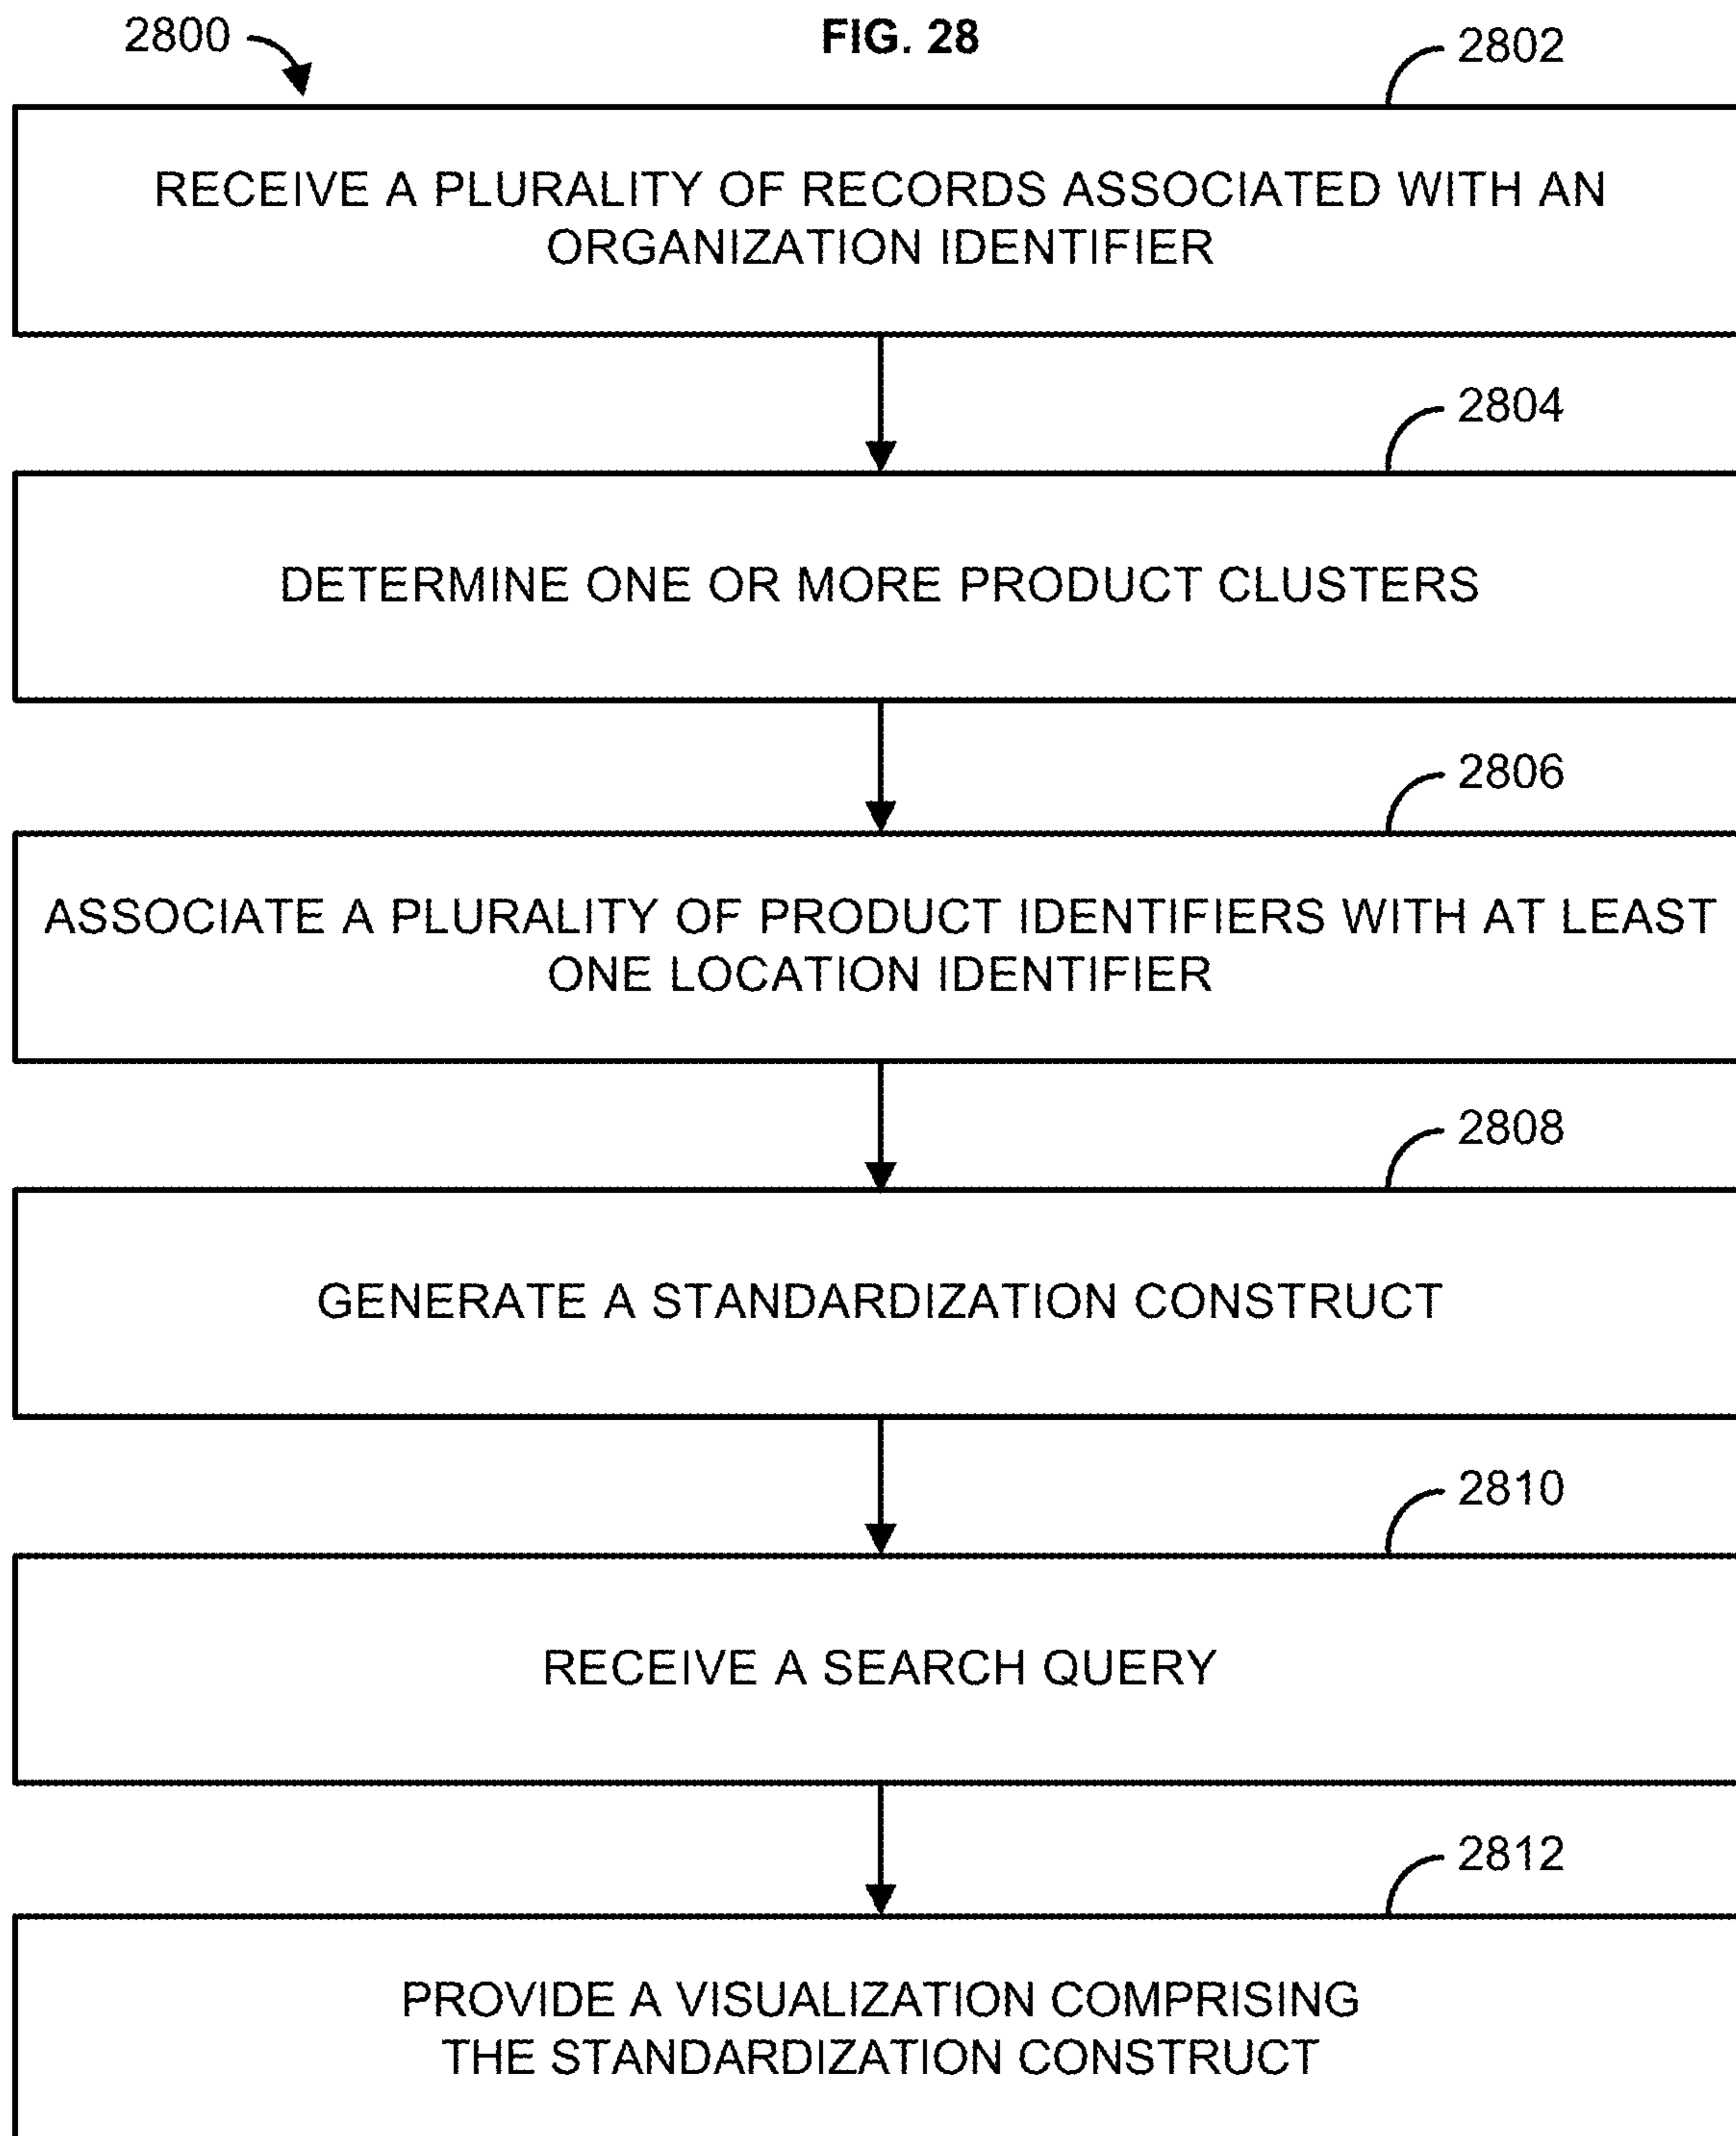 2800
FIG. 28
2802
RECEIVE A PLURALITY OF RECORDS ASSOCIATED WITH AN
ORGANIZATION IDENTIFIER
2804
DETERMINE ONE OR MORE PRODUCT CLUSTERS
2806
ASSOCIATE A PLURALITY OF PRODUCT IDENTIFIERS WITH AT LEAST
ONE LOCATION IDENTIFIER
2808
GENERATE A STANDARDIZATION CONSTRUCT
2810
RECEIVE A SEARCH QUERY
2812
PROVIDE A VISUALIZATION COMPRISING
THE STANDARDIZATION CONSTRUCT